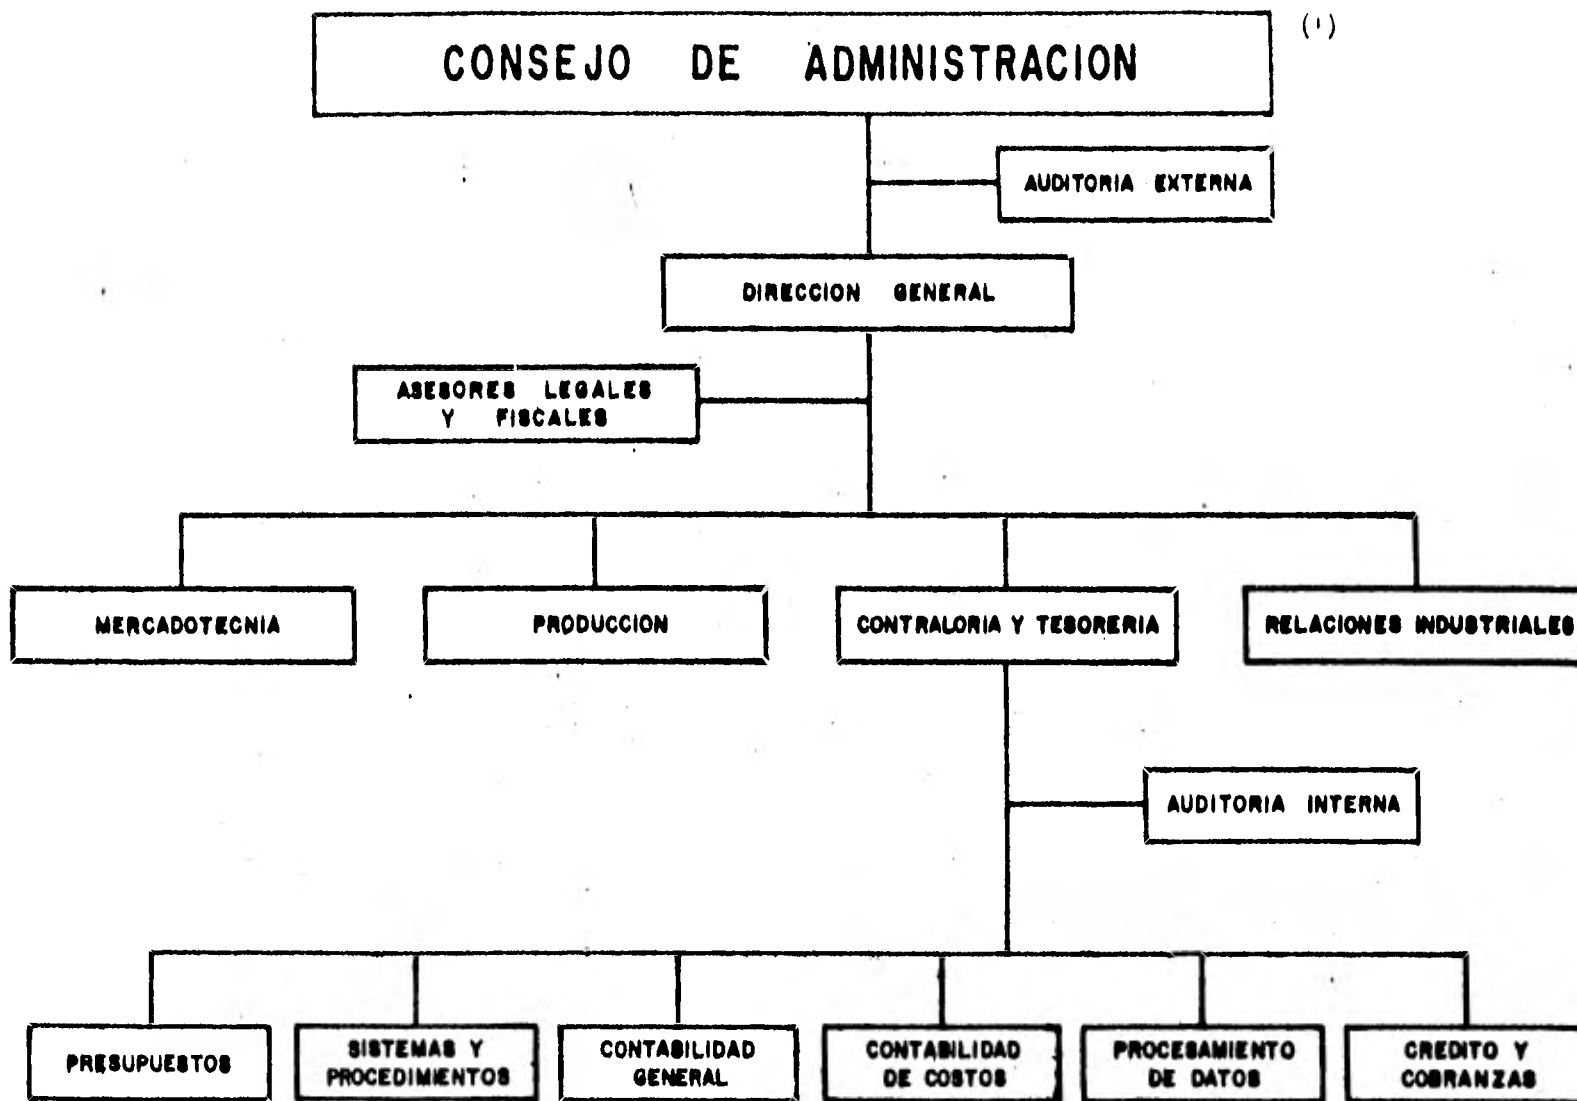 (1)
CONSEJO DE ADMINISTRACION
AUDITORIA EXTERNA
DIRECCION GENERAL
ASESORES LEGALES
Y FISCALES
MERCADOTECNIA
PRODUCCION
CONTRALORIA Y TESORERIA
RELACIONES INDUSTRIALES
AUDITORIA INTERNA
PRESUPUESTOS
SISTEMAS Y
PROCEDIMIENTOS
CONTABILIDAD
GENERAL
CONTABILIDAD
DE COSTOS
PROCESAMIENTO
DE DATOS
CREDITO Y
COBRANZAS